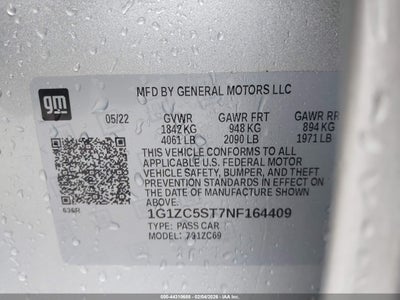 gm
MFD BY GENERAL MOTORS LLC
05/22 GVWR GAWR FRT GAWR RR
1842 KG 948 KG 894 KG
4061 LB 2090 LB 1971 LB
THIS VEHICLE CONFORMS TO ALL
APPLICABLE U.S. FEDERAL MOTOR
VEHICLE SAFETY, BUMPER, AND THEFT
PREVENTION STANDARDS IN EFFECT ON THE
DATE OF MANUFACTURE SHOWN ABOVE.
1G1ZC5ST7NF164409
TYPE: PASS CAR
MODEL: 791ZC69